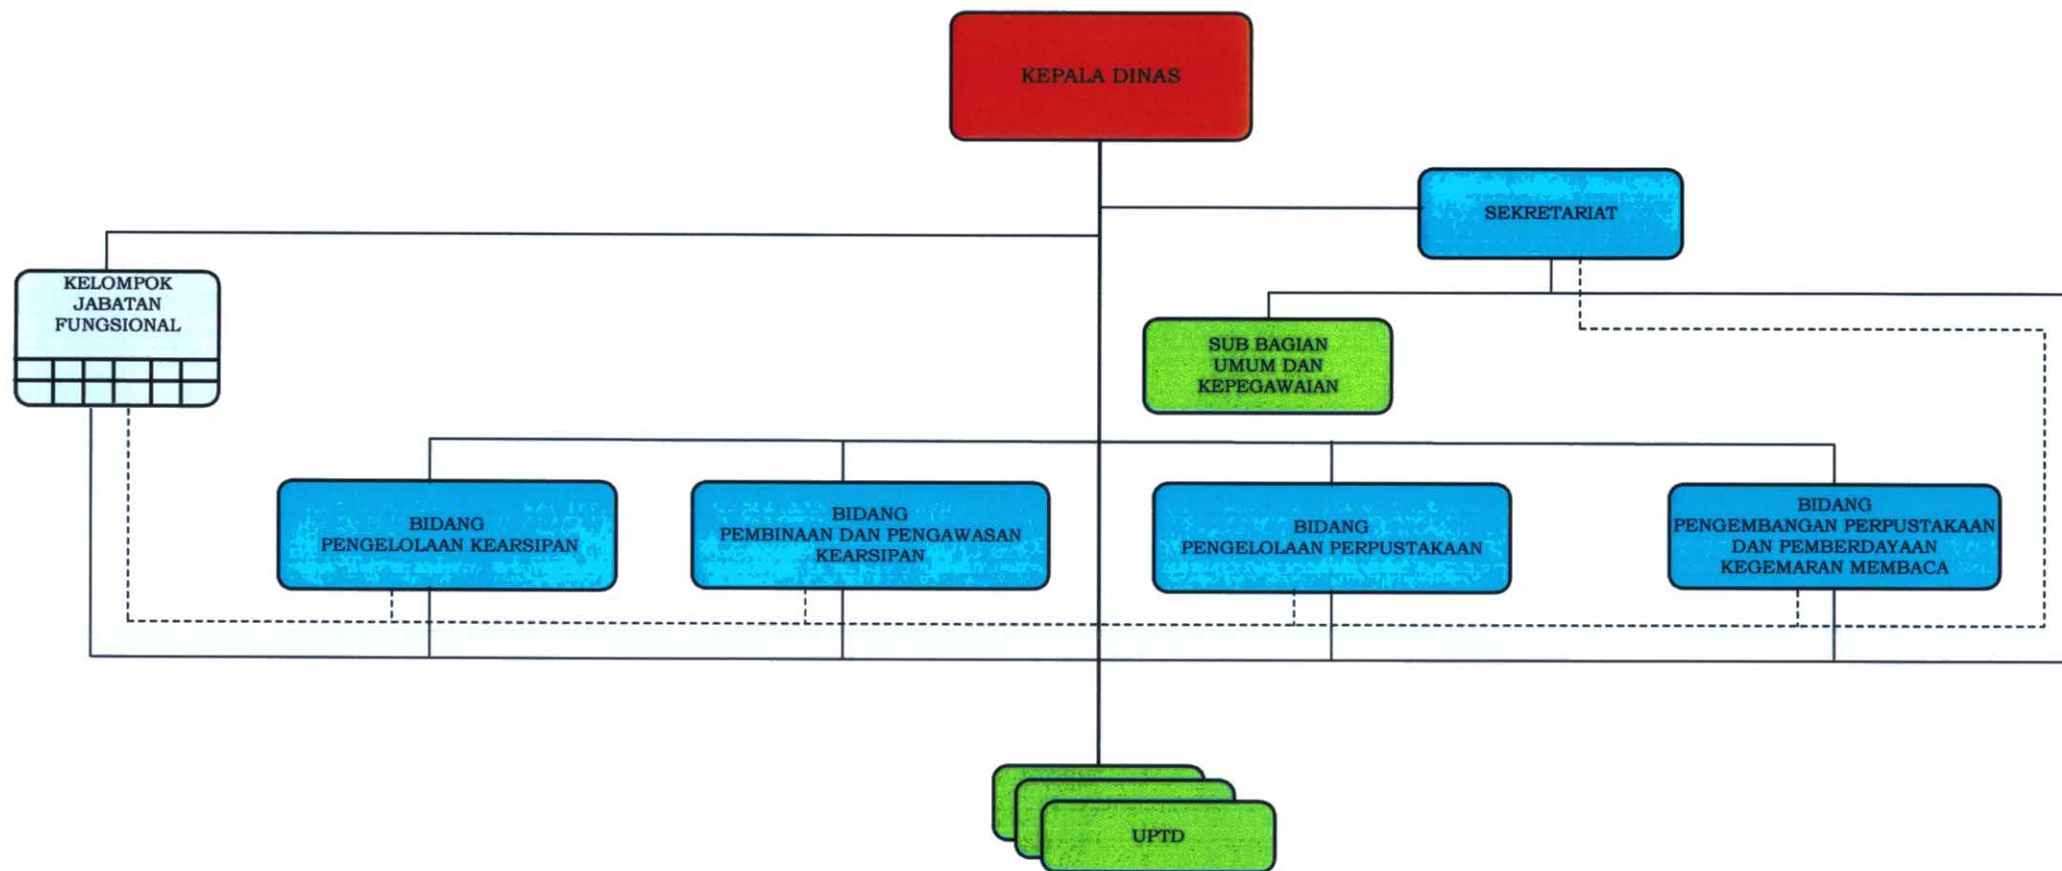 KEPALA DINAS
SEKRETARIAT
KELOMPOK
JABATAN
FUNGSIONAL
SUB BAGIAN
UMUM DAN
KEPEGAWAIAN
BIDANG
PENGELOLAAN KEARSIPAN
BIDANG
PEMBINAAN DAN PENGAWASAN
KEARSIPAN
BIDANG
PENGELOLAAN PERPUSTAKAAN
BIDANG
PENGEMBANGAN PERPUSTAKAAN
DAN PEMBERDAYAAN
KEGEMARAN MEMBACA
UPTD